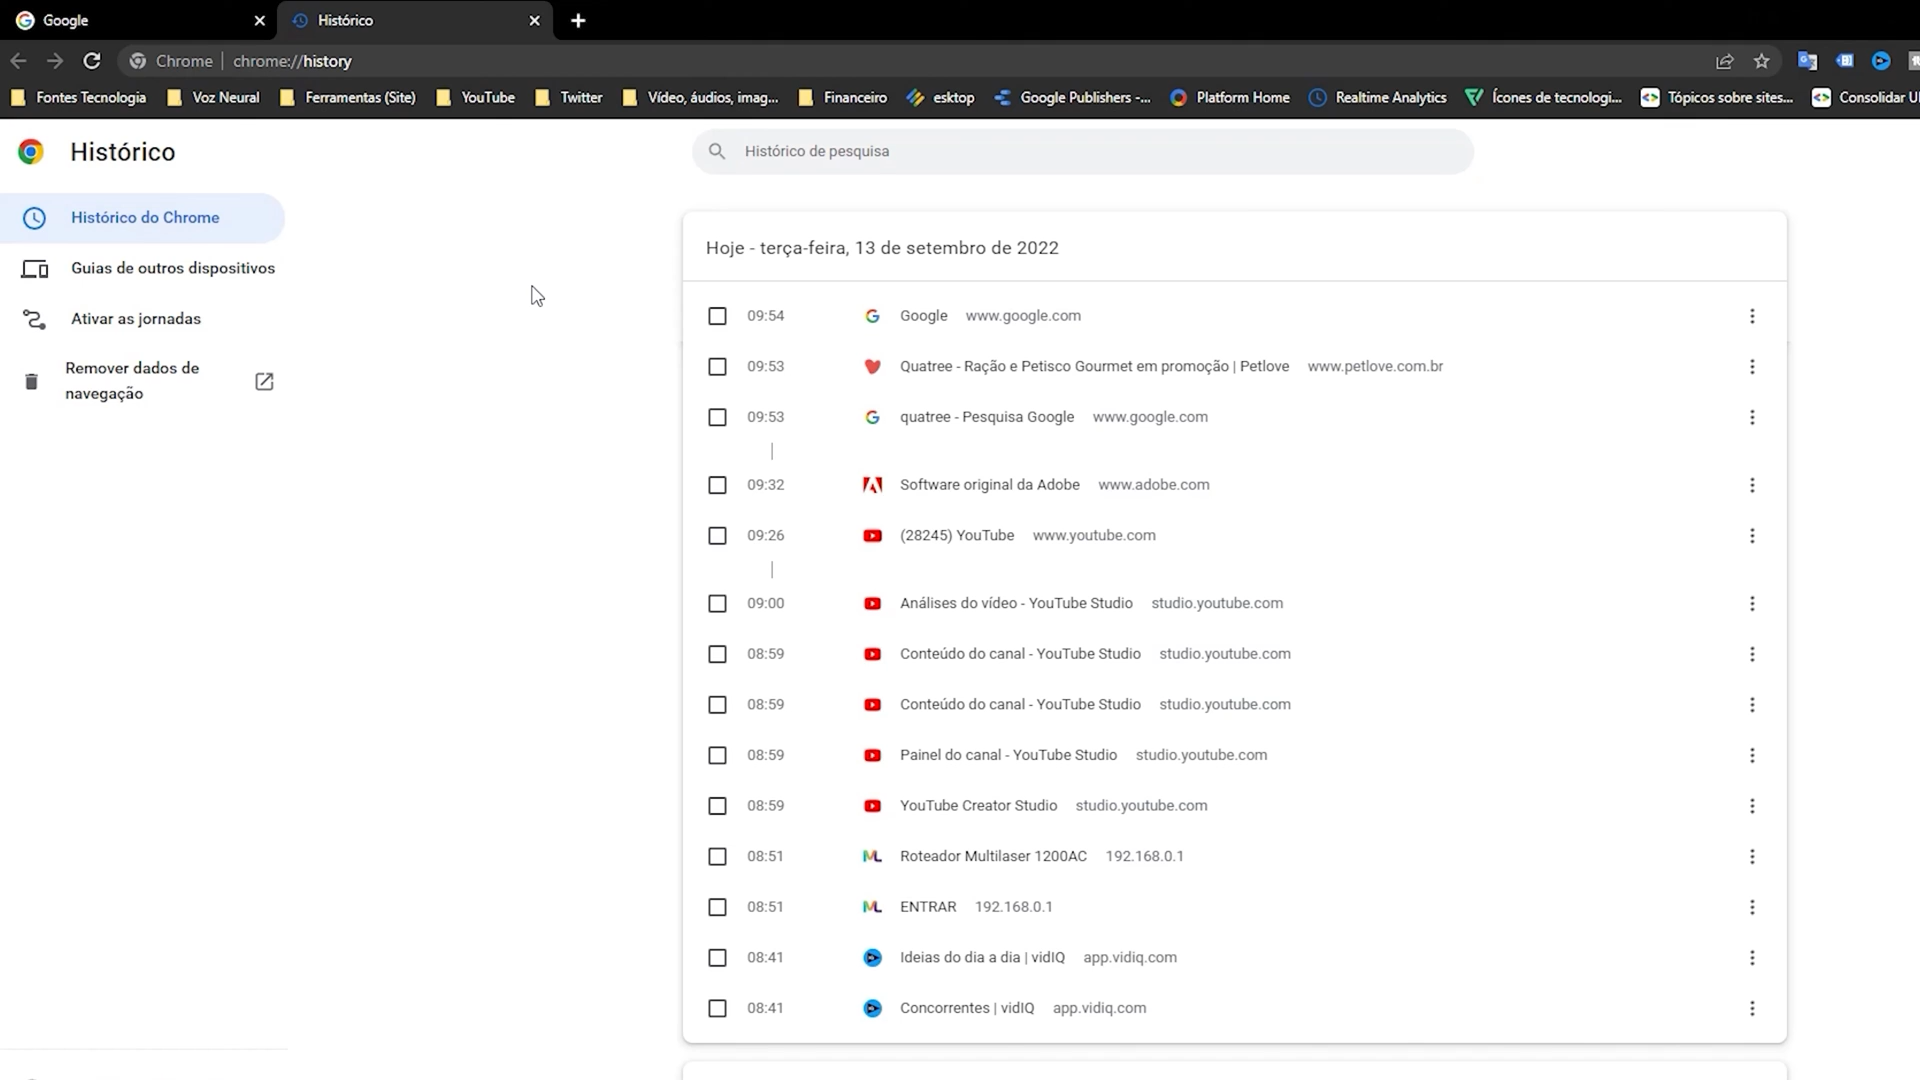 Google
Histórico
Chrome | chrome://history
Fontes Tecnologia
Voz Neural
Ferramentas (Site)
YouTube
Twitter
Vídeo, áudios, imag...
Financeiro
esktop
Google Publishers -...
Platform Home
Realtime Analytics
Ícones de tecnologi...
Tópicos sobre sites...
Consolidar U
Histórico
Histórico de pesquisa
Histórico do Chrome
Guias de outros dispositivos
Ativar as jornadas
Remover dados de
navegação
Hoje - terça-feira, 13 de setembro de 2022
09:54 Google www.google.com
09:53 Quatree - Ração e Petisco Gourmet em promoção | Petlove www.petlove.com.br
09:53 quatree - Pesquisa Google www.google.com
09:32 Software original da Adobe www.adobe.com
09:26 (28245) YouTube www.youtube.com
09:00 Análises do vídeo - YouTube Studio studio.youtube.com
08:59 Conteúdo do canal - YouTube Studio studio.youtube.com
08:59 Conteúdo do canal - YouTube Studio studio.youtube.com
08:59 Painel do canal - YouTube Studio studio.youtube.com
08:59 YouTube Creator Studio studio.youtube.com
08:51 Roteador Multilaser 1200AC 192.168.0.1
08:51 ENTRAR 192.168.0.1
08:41 Ideias do dia a dia | vidIQ app.vidiq.com
08:41 Concorrentes | vidIQ app.vidiq.com